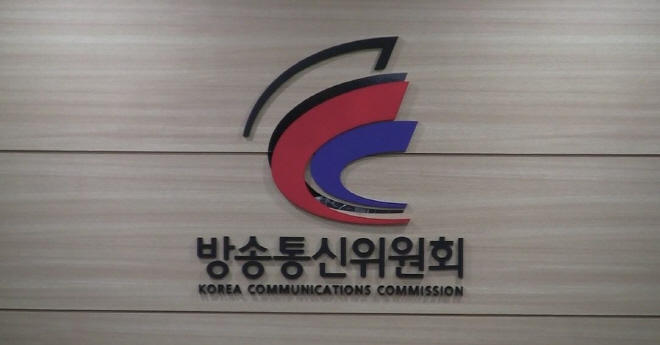 방송통신위원회
KOREA COMMUNICATIONS COMMISSION